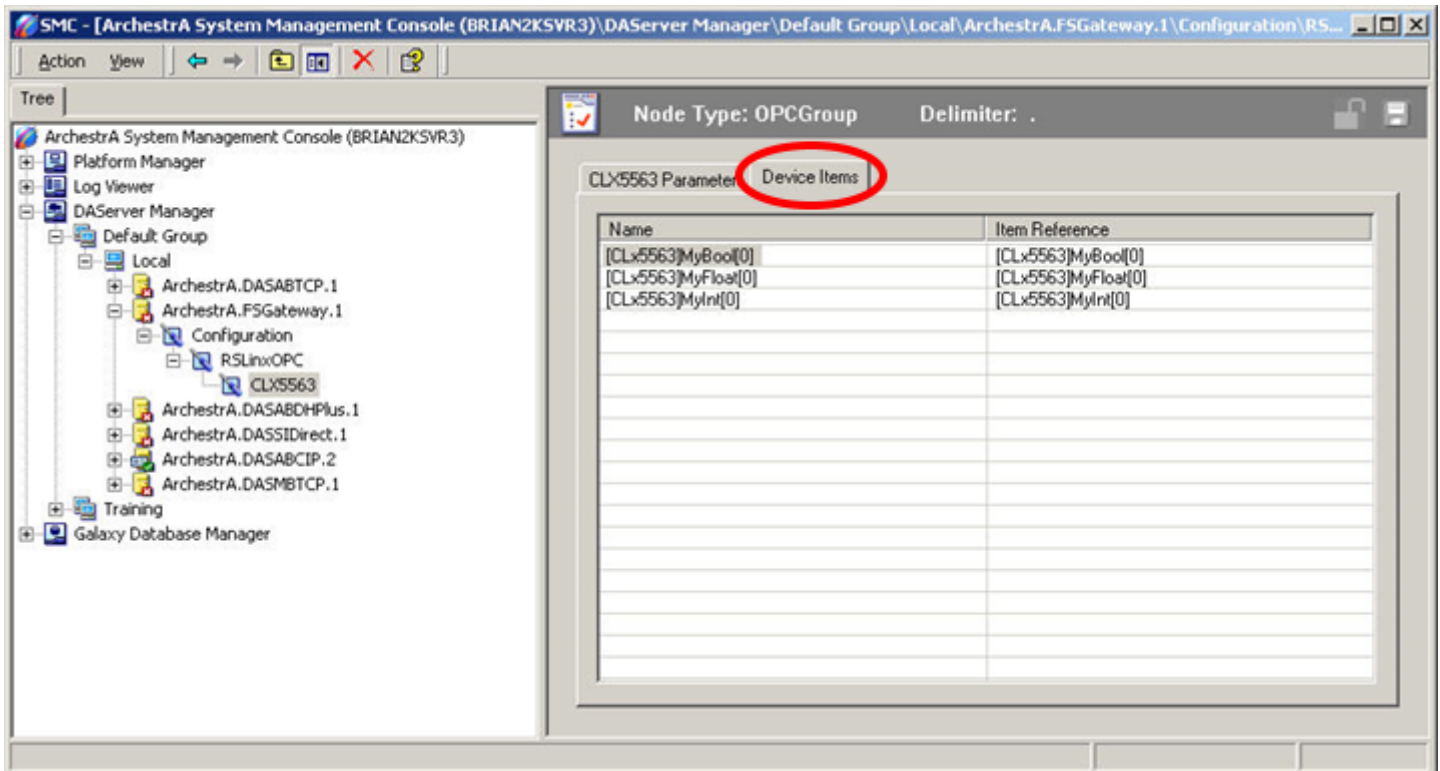 SMC - [ArchestrA System Management Console (BRIAN2KSVR3)\DAServer Manager\Default Group\Local\ArchestrA.FSGateway.1\Configuration\RS...
Action View
Tree
ArchestrA System Management Console (BRIAN2KSVR3)
Platform Manager
Log Viewer
DAServer Manager
Default Group
Local
ArchestrA.DASABTCP.1
ArchestrA.FSGateway.1
Configuration
RSLinxOPC
CLX5563
ArchestrA.DASABDHPlus.1
ArchestrA.DASSIDirect.1
ArchestrA.DASABCIP.2
ArchestrA.DASMBTCP.1
Training
Galaxy Database Manager
Node Type: OPCGroup Delimiter: .
CLX5563 Parameter Device Items
Name Item Reference
[CLx5563]MyBool[0] [CLx5563]MyBool[0]
[CLx5563]MyFloat[0] [CLx5563]MyFloat[0]
[CLx5563]MyInt[0] [CLx5563]MyInt[0]